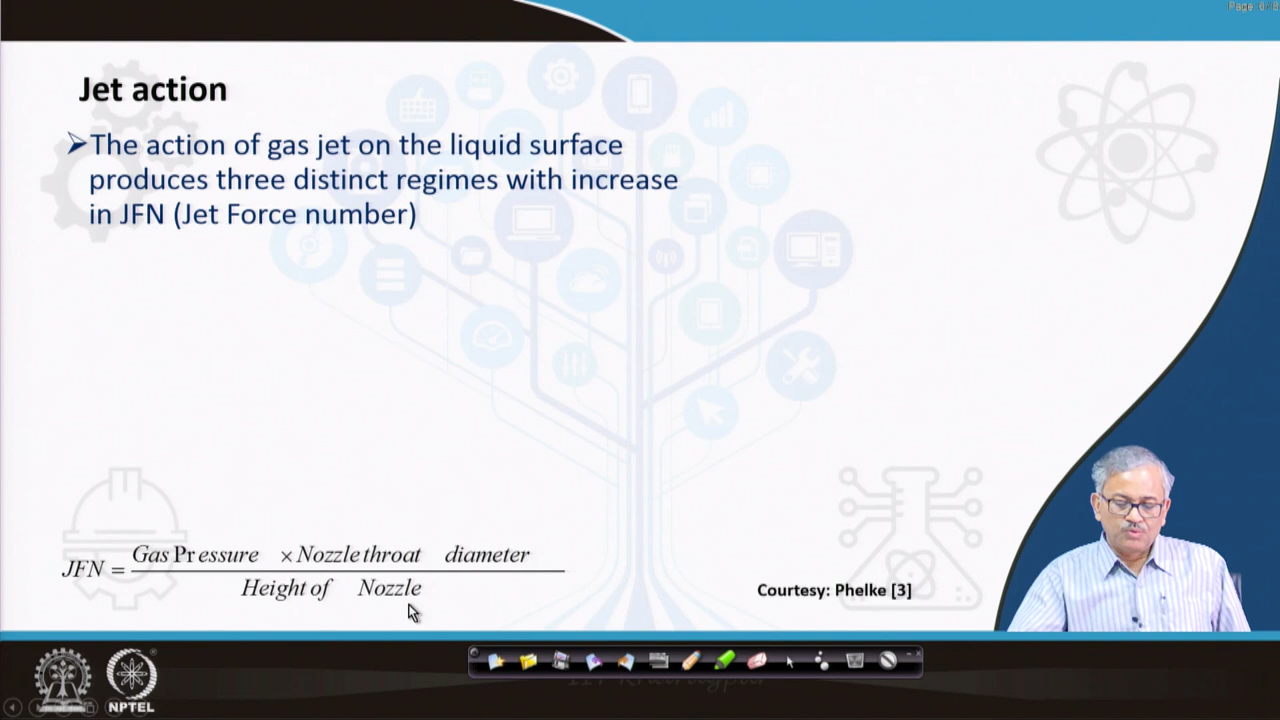 Jet action
➢The action of gas jet on the liquid surface
produces three distinct regimes with increase
in JFN (Jet Force number)
JFN = Gas Pressure × Nozzle throat diameter
Height of Nozzle
Courtesy: Phelke [3]
NPTEL